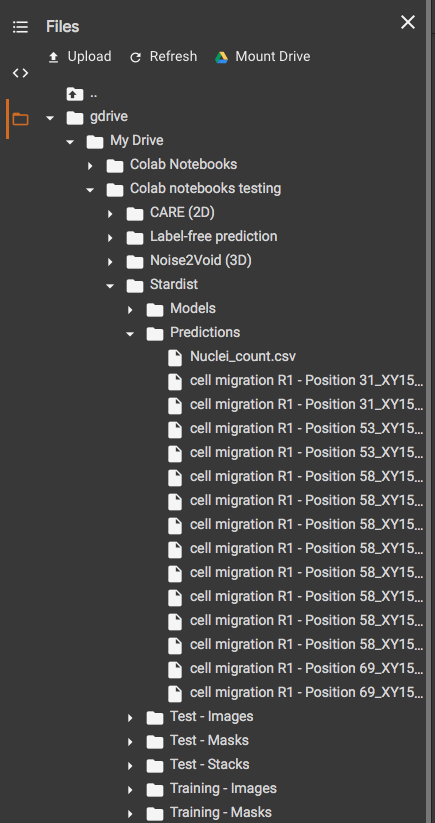 Files
Upload Refresh Mount Drive
..
gdrive
My Drive
Colab Notebooks
Colab notebooks testing
CARE (2D)
Label-free prediction
Noise2Void (3D)
Stardist
Models
Predictions
Nuclei_count.csv
cell migration R1 - Position 31_XY15...
cell migration R1 - Position 31_XY15...
cell migration R1 - Position 53_XY15...
cell migration R1 - Position 53_XY15...
cell migration R1 - Position 58_XY15...
cell migration R1 - Position 58_XY15...
cell migration R1 - Position 58_XY15...
cell migration R1 - Position 58_XY15...
cell migration R1 - Position 58_XY15...
cell migration R1 - Position 58_XY15...
cell migration R1 - Position 58_XY15...
cell migration R1 - Position 58_XY15...
cell migration R1 - Position 69_XY15...
cell migration R1 - Position 69_XY15...
Test - Images
Test - Masks
Test - Stacks
Training - Images
Training - Masks